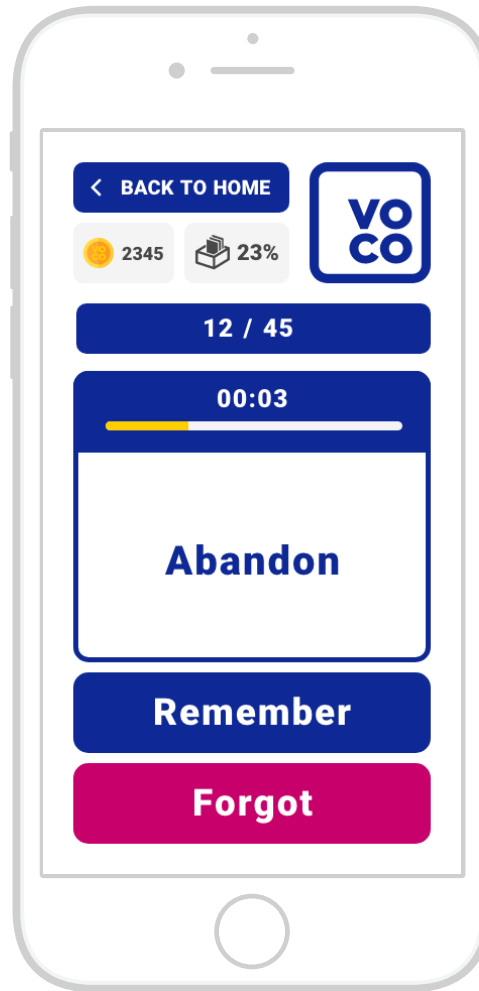 BACK TO HOME
VO
CO
2345
23%
12 / 45
00:03
Abandon
Remember
Forgot